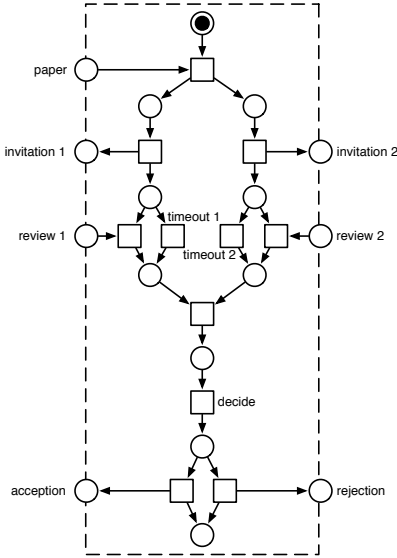 paper
invitation 1
invitation 2
timeout 1
review 1
review 2
timeout 2
decide
acception
rejection